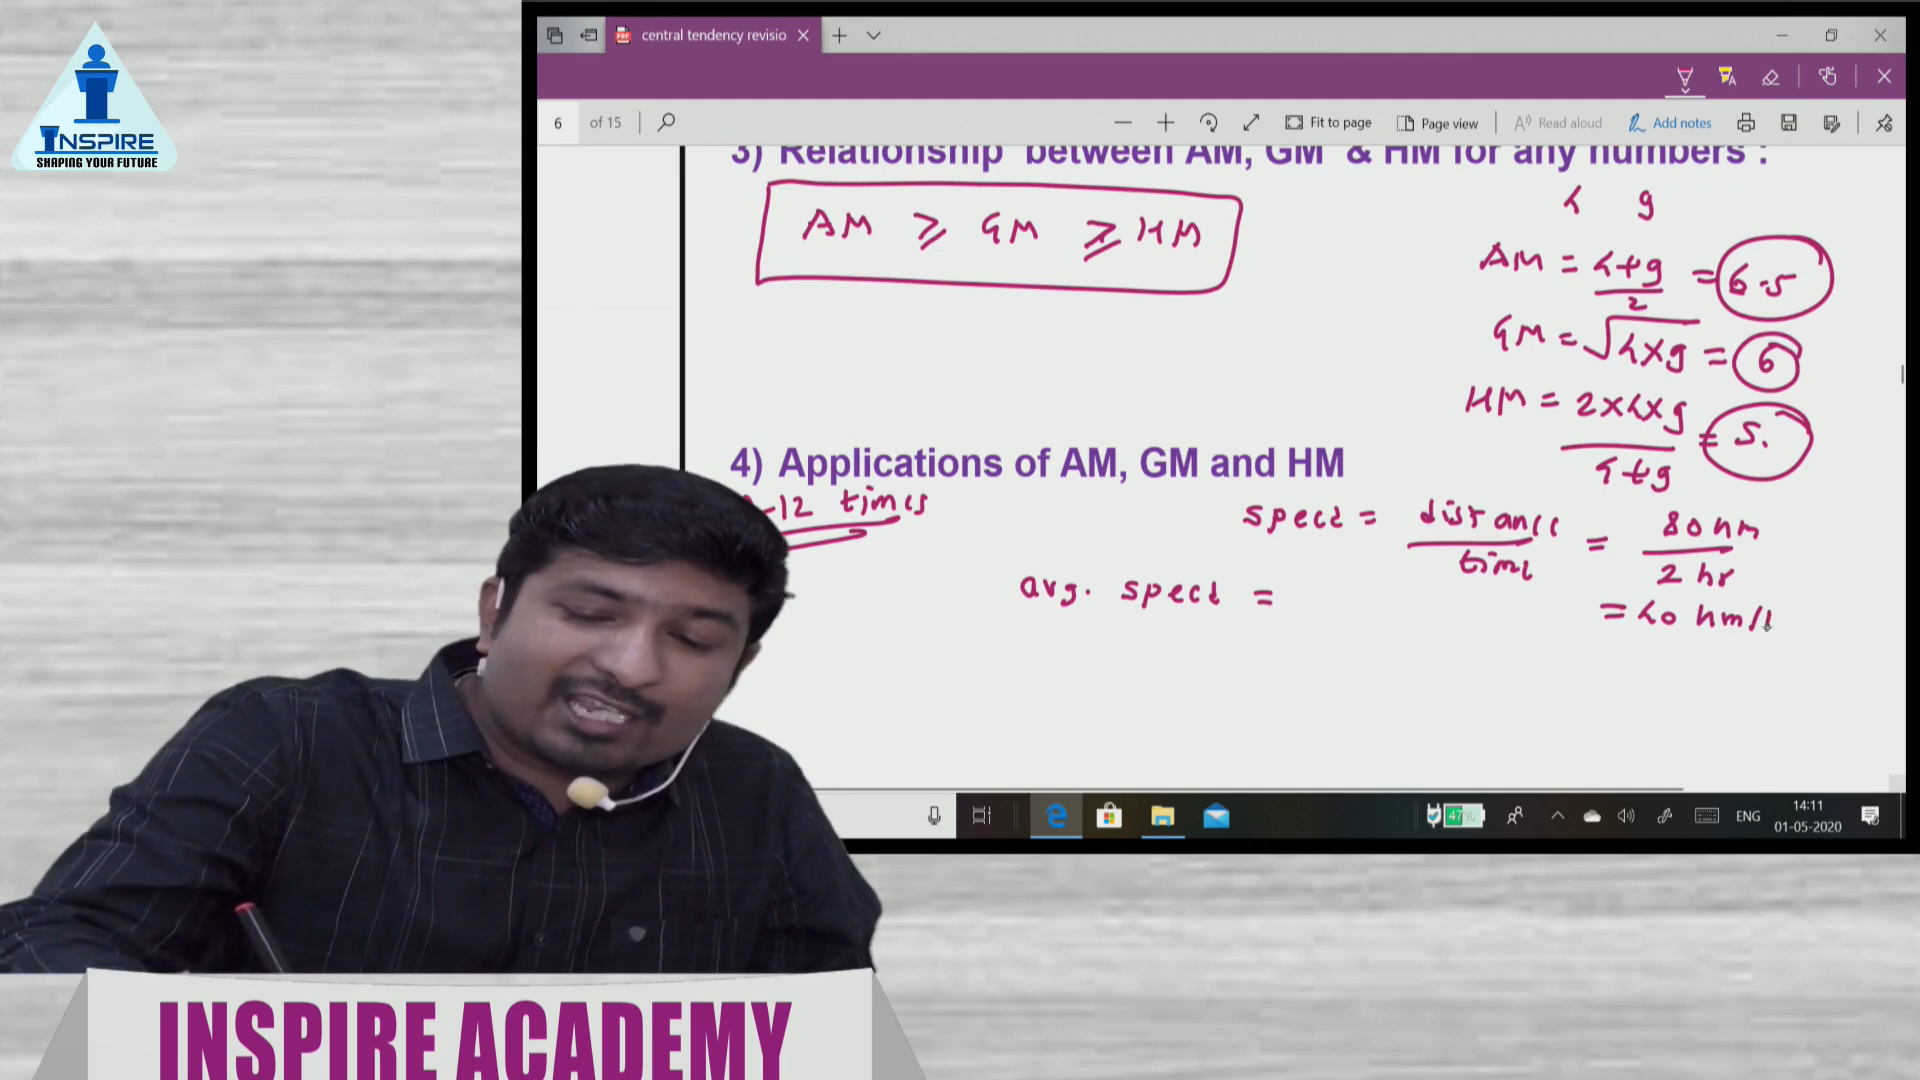 INSPIRE
SHAPING YOUR FUTURE
central tendency revisio
6 of 15
Fit to page
Page view
Read aloud
Add notes
3) Relationship between AM, GM & HM for any numbers :
AM ⩾ GM ⩾ HM
4 9
AM = 4+9/2 = 6.5
GM = √4×9 = 6
HM = 2×4×9/4+9 = 5.
4) Applications of AM, GM and HM
-12 times
speed = distance/time = 80 km/2 hr
= 40 km/
avg. speed =
47%
ENG
14:11
01-05-2020
INSPIRE ACADEMY